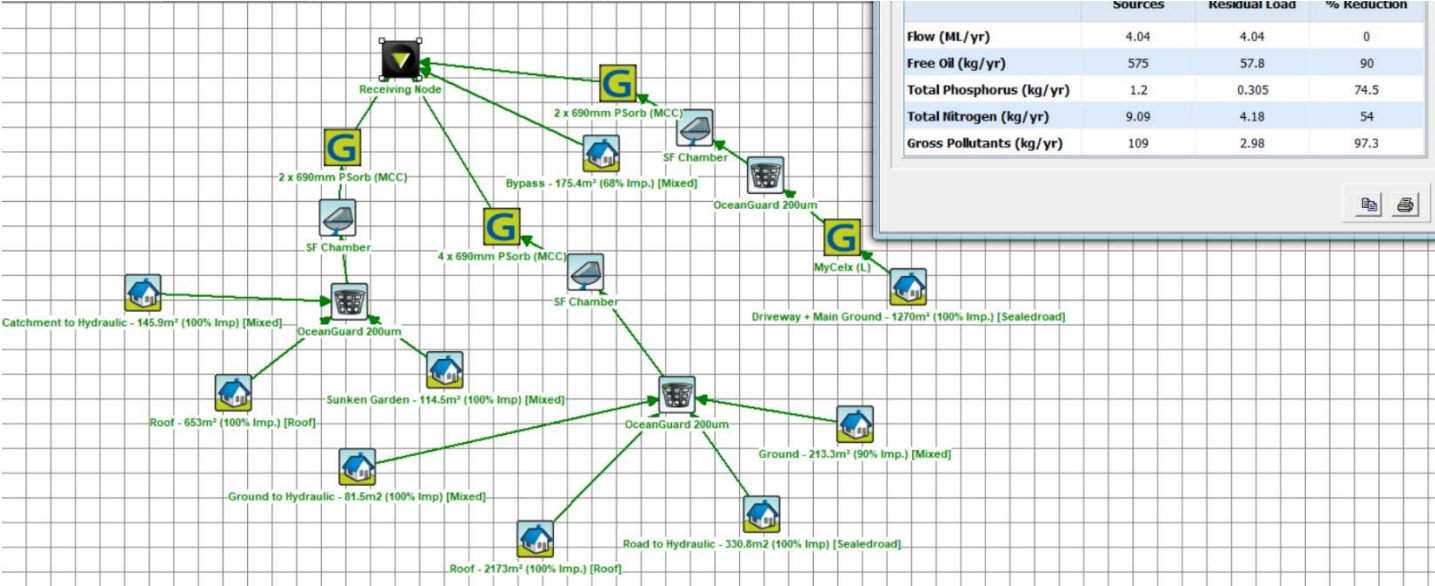 Sources Residual Load % Reduction
Flow (ML/yr) 4.04 4.04 0
Free Oil (kg/yr) 575 57.8 90
Total Phosphorus (kg/yr) 1.2 0.305 74.5
Total Nitrogen (kg/yr) 9.09 4.18 54
Gross Pollutants (kg/yr) 109 2.98 97.3
Receiving Node
G
2 x 690mm PSorb (MCC)
G
2 x 690mm PSorb (MCC)
SF Chamber
Bypass - 175.4m² (68% Imp.) [Mixed]
OceanGuard 200um
SF Chamber
G
4 x 690mm PSorb (MCC)
G
MyCelx (L)
SF Chamber
Driveway + Main Ground - 1270m² (100% Imp.) [Sealedroad]
Catchment to Hydraulic - 145.9m² (100% Imp) [Mixed]
OceanGuard 200um
Sunken Garden - 114.5m² (100% Imp) [Mixed]
Roof - 653m² (100% Imp.) [Roof]
OceanGuard 200um
Ground - 213.3m² (90% Imp.) [Mixed]
Ground to Hydraulic - 81.5m2 (100% Imp) [Mixed]
Road to Hydraulic - 330.8m2 (100% Imp) [Sealedroad]
Roof - 2173m² (100% Imp.) [Roof]